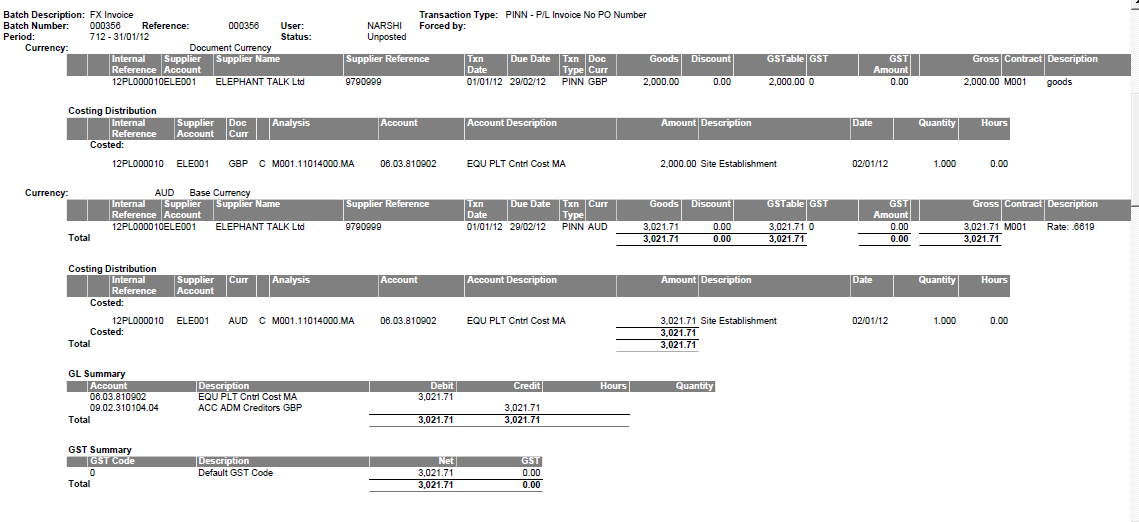 Batch Description: FX Invoice Transaction Type: PINN - P/L Invoice No PO Number
Batch Number: 000356 Reference: 000356 User: NARSHI Forced by:
Period: 712 - 31/01/12 Status: Unposted
Currency: Document Currency
Internal Supplier Supplier Name Supplier Reference Txn Due Date Txn Doc Goods Discount GSTable GST GST Gross Contract Description
Reference Account Date Type Curr Amount
12PL000010ELE001 ELEPHANT TALK Ltd 9790999 01/01/12 29/02/12 PINN GBP 2,000.00 0.00 2,000.00 0 0.00 2,000.00 M001 goods
Costing Distribution
Internal Supplier Doc Analysis Account Account Description Amount Description Date Quantity Hours
Reference Account Curr
Costed:
12PL000010 ELE001 GBP C M001.11014000.MA 06.03.810902 EQU PLT Cntrl Cost MA 2,000.00 Site Establishment 02/01/12 1.000 0.00
Currency: AUD Base Currency
Internal Supplier Supplier Name Supplier Reference Txn Due Date Txn Curr Goods Discount GSTable GST GST Gross Contract Description
Reference Account Date Type Amount
12PL000010ELE001 ELEPHANT TALK Ltd 9790999 01/01/12 29/02/12 PINN AUD 3,021.71 0.00 3,021.71 0 0.00 3,021.71 M001 Rate: .6619
Total 3,021.71 0.00 3,021.71 0.00 3,021.71
Costing Distribution
Internal Supplier Curr Analysis Account Account Description Amount Description Date Quantity Hours
Reference Account
Costed:
12PL000010 ELE001 AUD C M001.11014000.MA 06.03.810902 EQU PLT Cntrl Cost MA 3,021.71 Site Establishment 02/01/12 1.000 0.00
Costed: 3,021.71
Total 3,021.71
GL Summary
Account Description Debit Credit Hours Quantity
06.03.810902 EQU PLT Cntrl Cost MA 3,021.71
09.02.310104.04 ACC ADM Creditors GBP 3,021.71
Total 3,021.71 3,021.71
GST Summary
GST Code Description Net GST
0 Default GST Code 3,021.71 0.00
Total 3,021.71 0.00